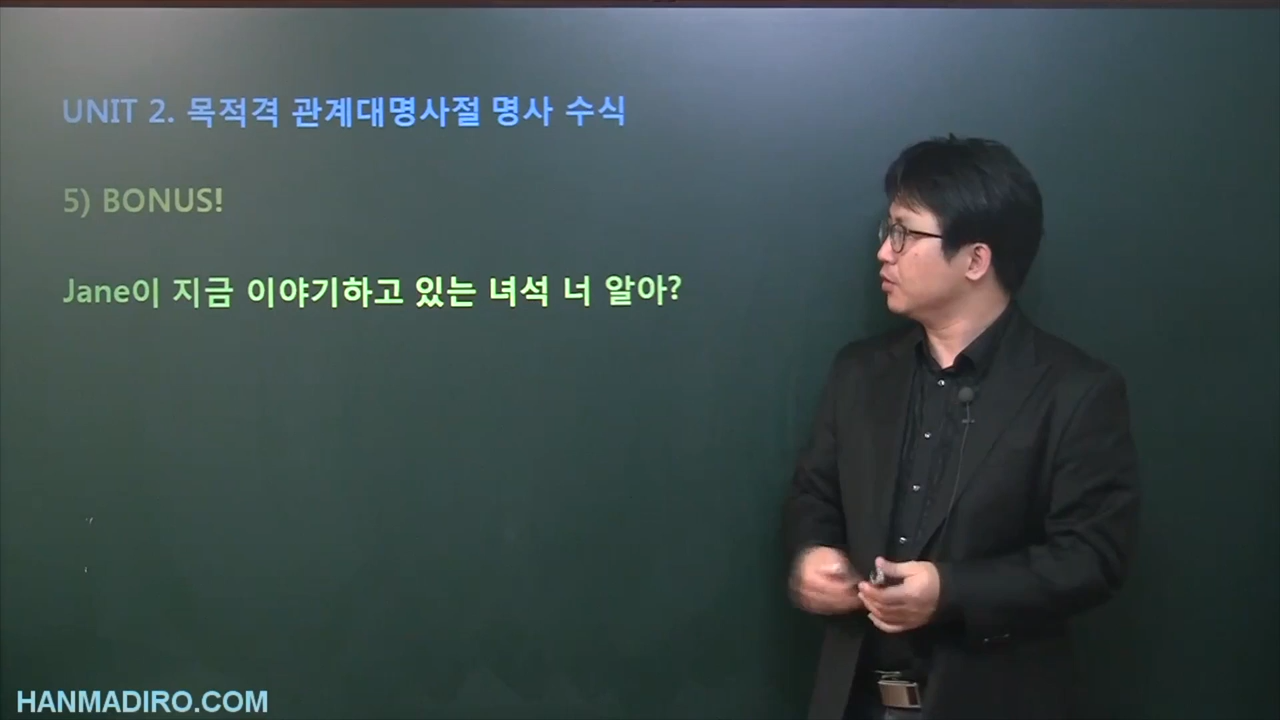 UNIT 2. 목적격 관계대명사절 명사 수식
5) BONUS!
Jane이 지금 이야기하고 있는 녀석 너 알아?
HANMADIRO.COM